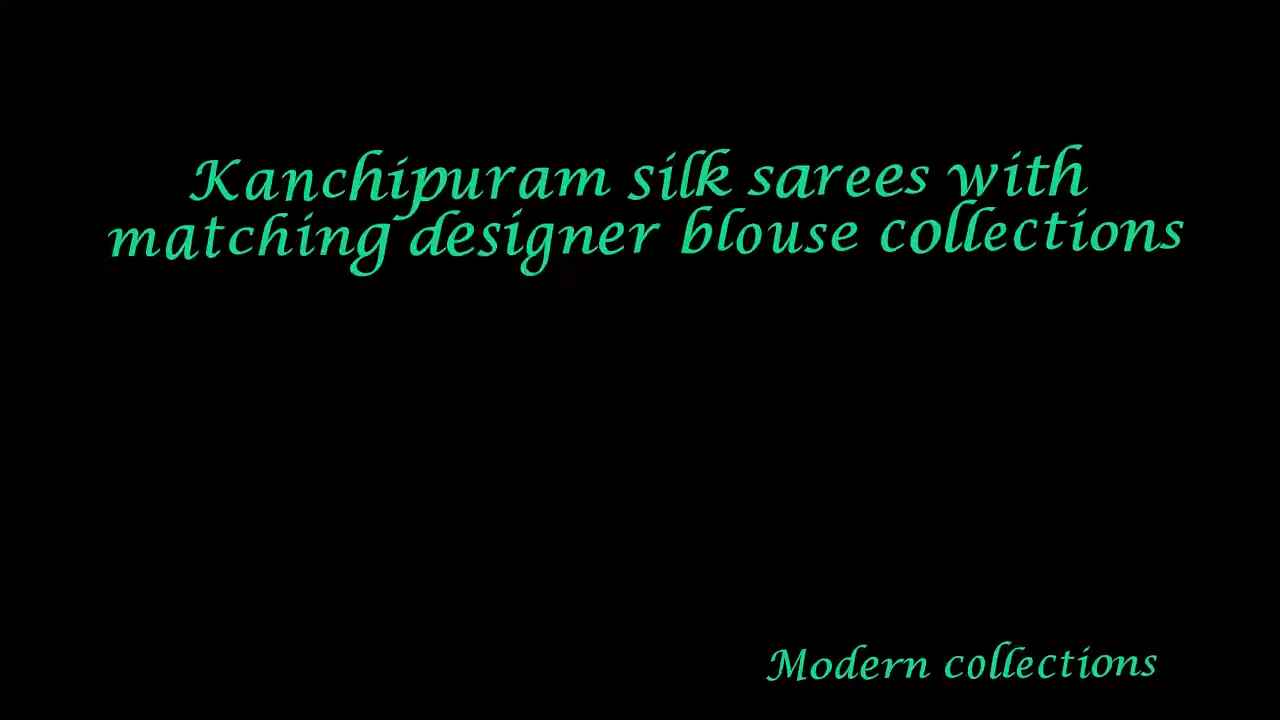 Kanchipuram silk sarees with
matching designer blouse collections
Modern collections